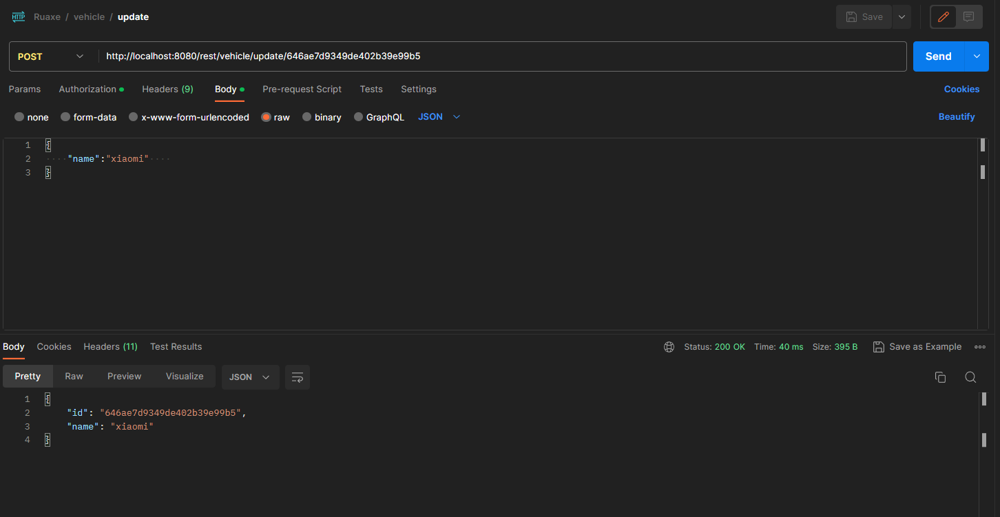 HTTP Ruaxe / vehicle / update Save
POST http://localhost:8080/rest/vehicle/update/646ae7d9349de402b39e99b5 Send
Params Authorization Headers (9) Body Pre-request Script Tests Settings Cookies
none form-data x-www-form-urlencoded raw binary GraphQL JSON Beautify
1 {
2 "name":"xiaomi"
3 }
Body Cookies Headers (11) Test Results Status: 200 OK Time: 40 ms Size: 395 B Save as Example
Pretty Raw Preview Visualize JSON
1 {
2 "id": "646ae7d9349de402b39e99b5",
3 "name": "xiaomi"
4 }